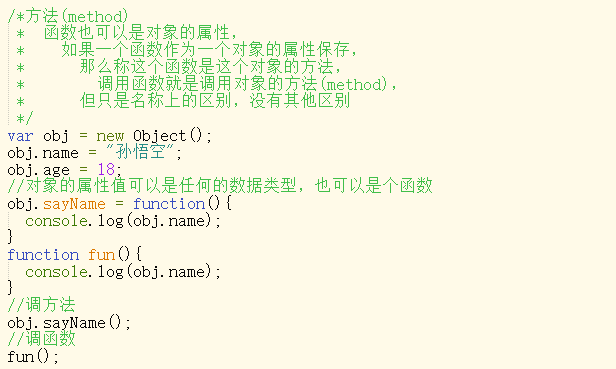 /*方法(method)
 *  函数也可以是对象的属性，
 *    如果一个函数作为一个对象的属性保存，
 *      那么称这个函数是这个对象的方法，
 *        调用函数就是调用对象的方法(method)，
 *      但只是名称上的区别，没有其他区别
 */
var obj = new Object();
obj.name = "孙悟空";
obj.age = 18;
//对象的属性值可以是任何的数据类型，也可以是个函数
obj.sayName = function(){
  console.log(obj.name);
}
function fun(){
  console.log(obj.name);
}
//调方法
obj.sayName();
//调函数
fun();